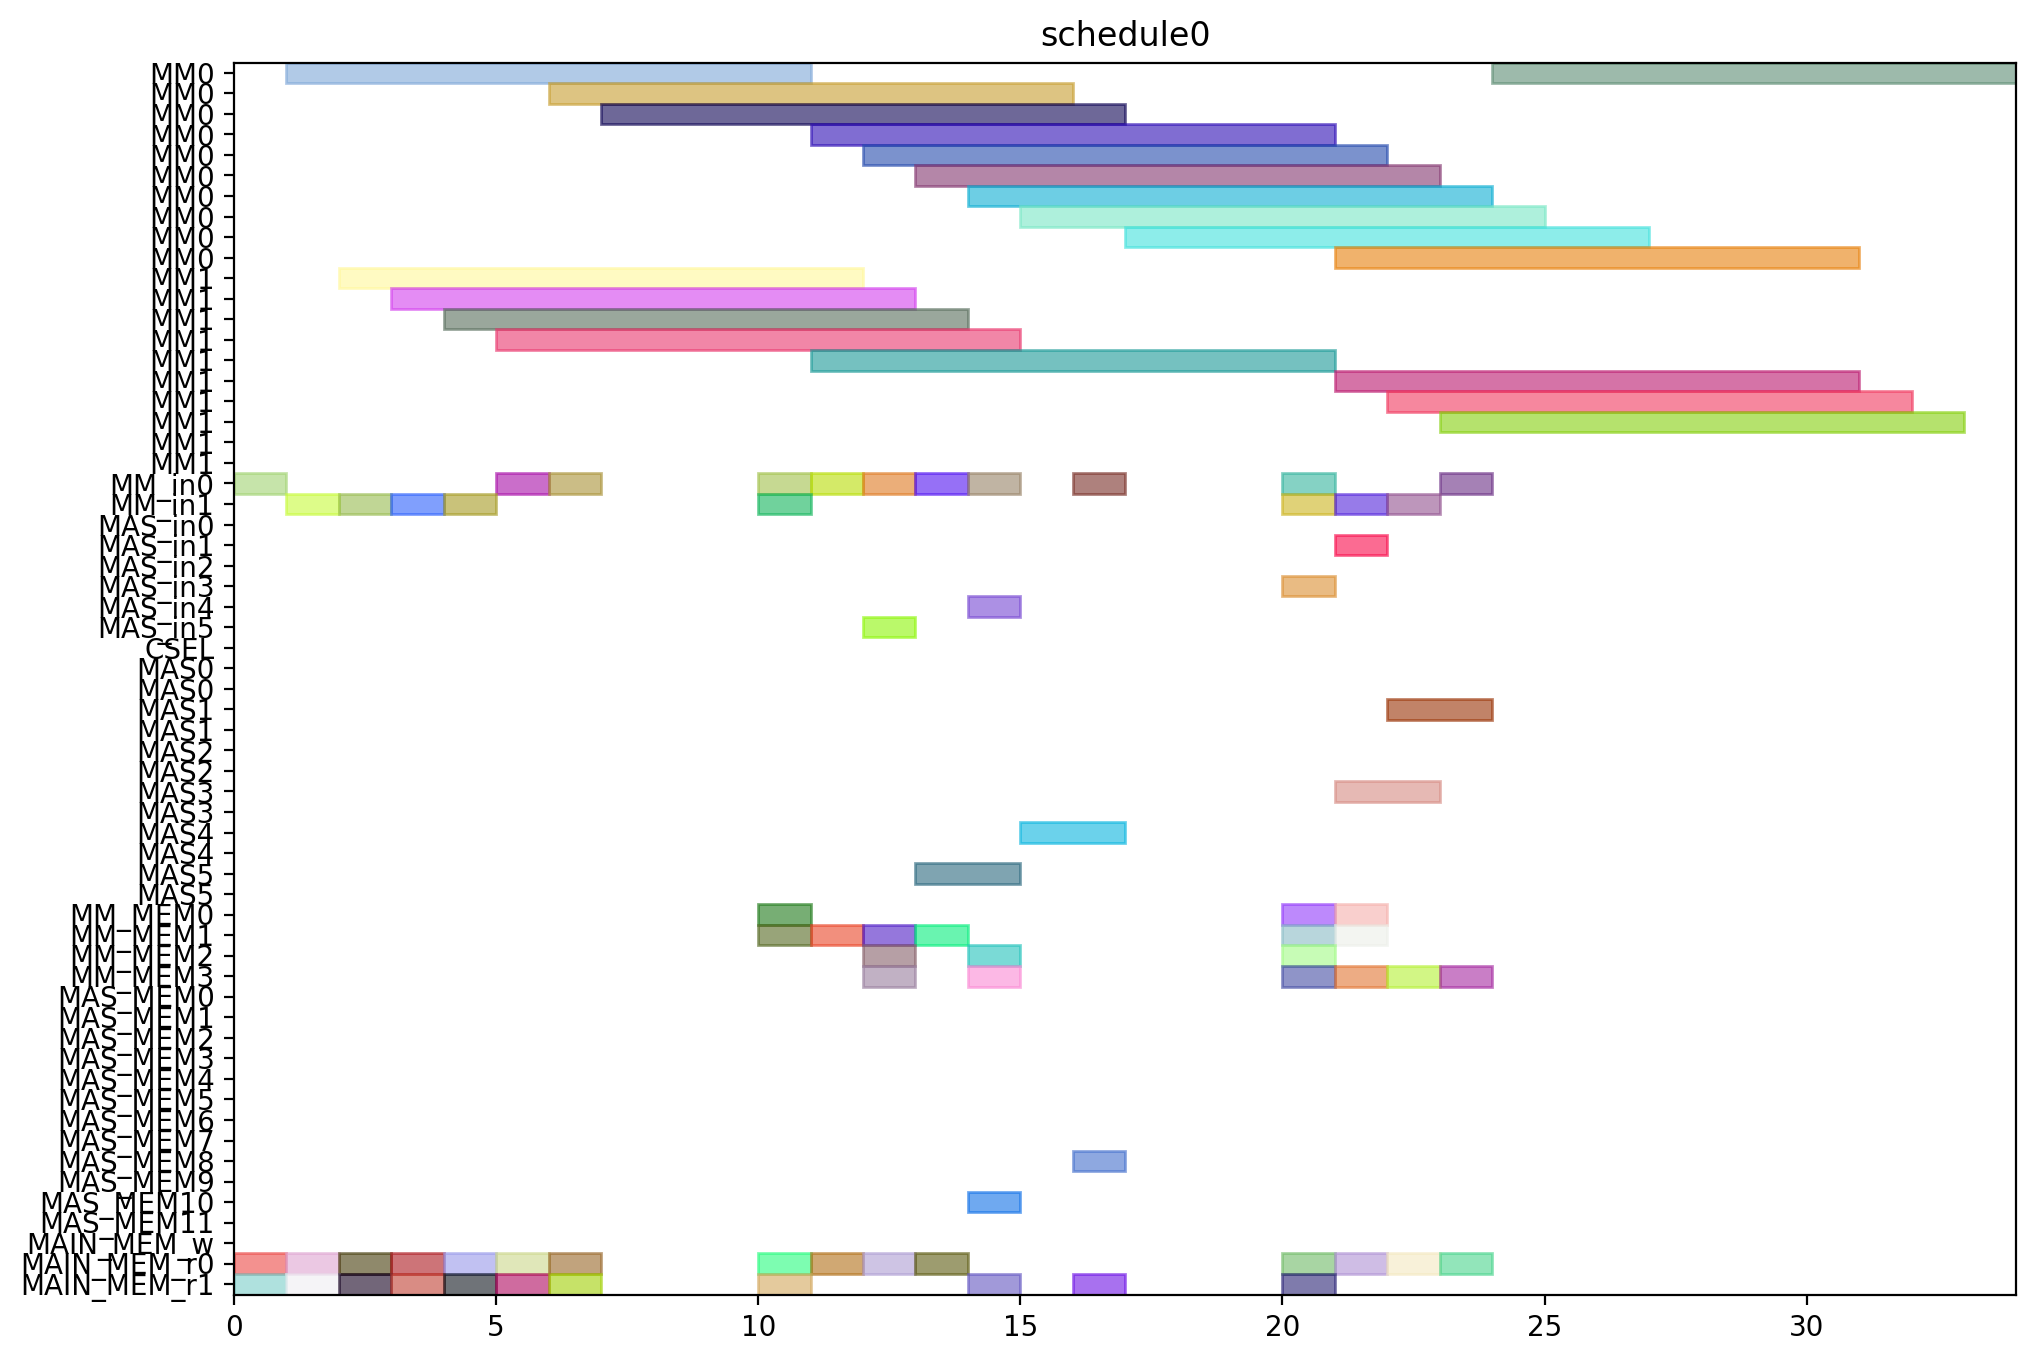 schedule0
MM0
MM0
MM0
MM0
MM0
MM0
MM0
MM0
MM0
MM0
MM1
MM1
MM1
MM1
MM1
MM1
MM1
MM1
MM1
MM1
MM_in0
MM_in1
MAS_in0
MAS_in1
MAS_in2
MAS_in3
MAS_in4
MAS_in5
CSEL
MAS0
MAS0
MAS1
MAS1
MAS2
MAS2
MAS3
MAS3
MAS4
MAS4
MAS5
MAS5
MM_MEM0
MM_MEM1
MM_MEM2
MM_MEM3
MAS_MEM0
MAS_MEM1
MAS_MEM2
MAS_MEM3
MAS_MEM4
MAS_MEM5
MAS_MEM6
MAS_MEM7
MAS_MEM8
MAS_MEM9
MAS_MEM10
MAS_MEM11
MAIN_MEM_w
MAIN_MEM_r0
MAIN_MEM_r1
0 5 10 15 20 25 30